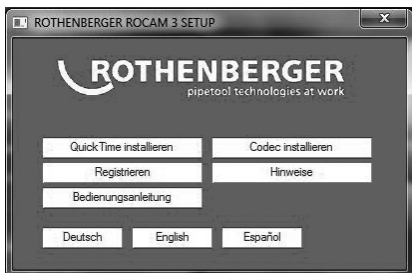 ROTHENBERGER ROCAM 3 SETUP
ROTHENBERGER
pipetool technologies at work
QuickTime installieren
Codec installieren
Registrieren
Hinweise
Bedienungsanleitung
Deutsch
English
Español